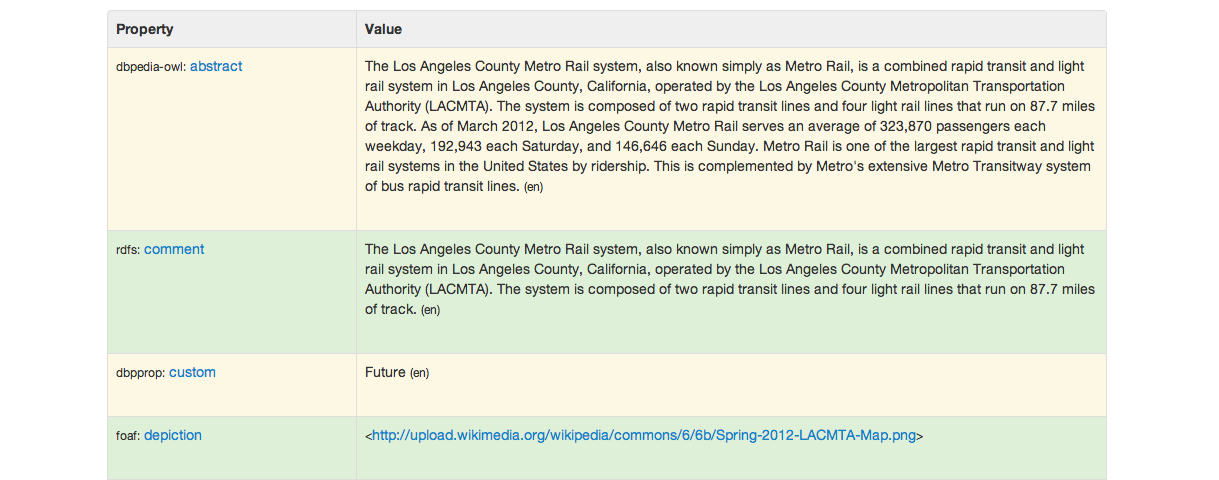 Property Value
dbpedia-owl: abstract
The Los Angeles County Metro Rail system, also known simply as Metro Rail, is a combined rapid transit and light
rail system in Los Angeles County, California, operated by the Los Angeles County Metropolitan Transportation
Authority (LACMTA). The system is composed of two rapid transit lines and four light rail lines that run on 87.7 miles
of track. As of March 2012, Los Angeles County Metro Rail serves an average of 323,870 passengers each
weekday, 192,943 each Saturday, and 146,646 each Sunday. Metro Rail is one of the largest rapid transit and light
rail systems in the United States by ridership. This is complemented by Metro's extensive Metro Transitway system
of bus rapid transit lines. (en)
rdfs: comment
The Los Angeles County Metro Rail system, also known simply as Metro Rail, is a combined rapid transit and light
rail system in Los Angeles County, California, operated by the Los Angeles County Metropolitan Transportation
Authority (LACMTA). The system is composed of two rapid transit lines and four light rail lines that run on 87.7 miles
of track. (en)
dbpprop: custom
Future (en)
foaf: depiction
<http://upload.wikimedia.org/wikipedia/commons/6/6b/Spring-2012-LACMTA-Map.png>